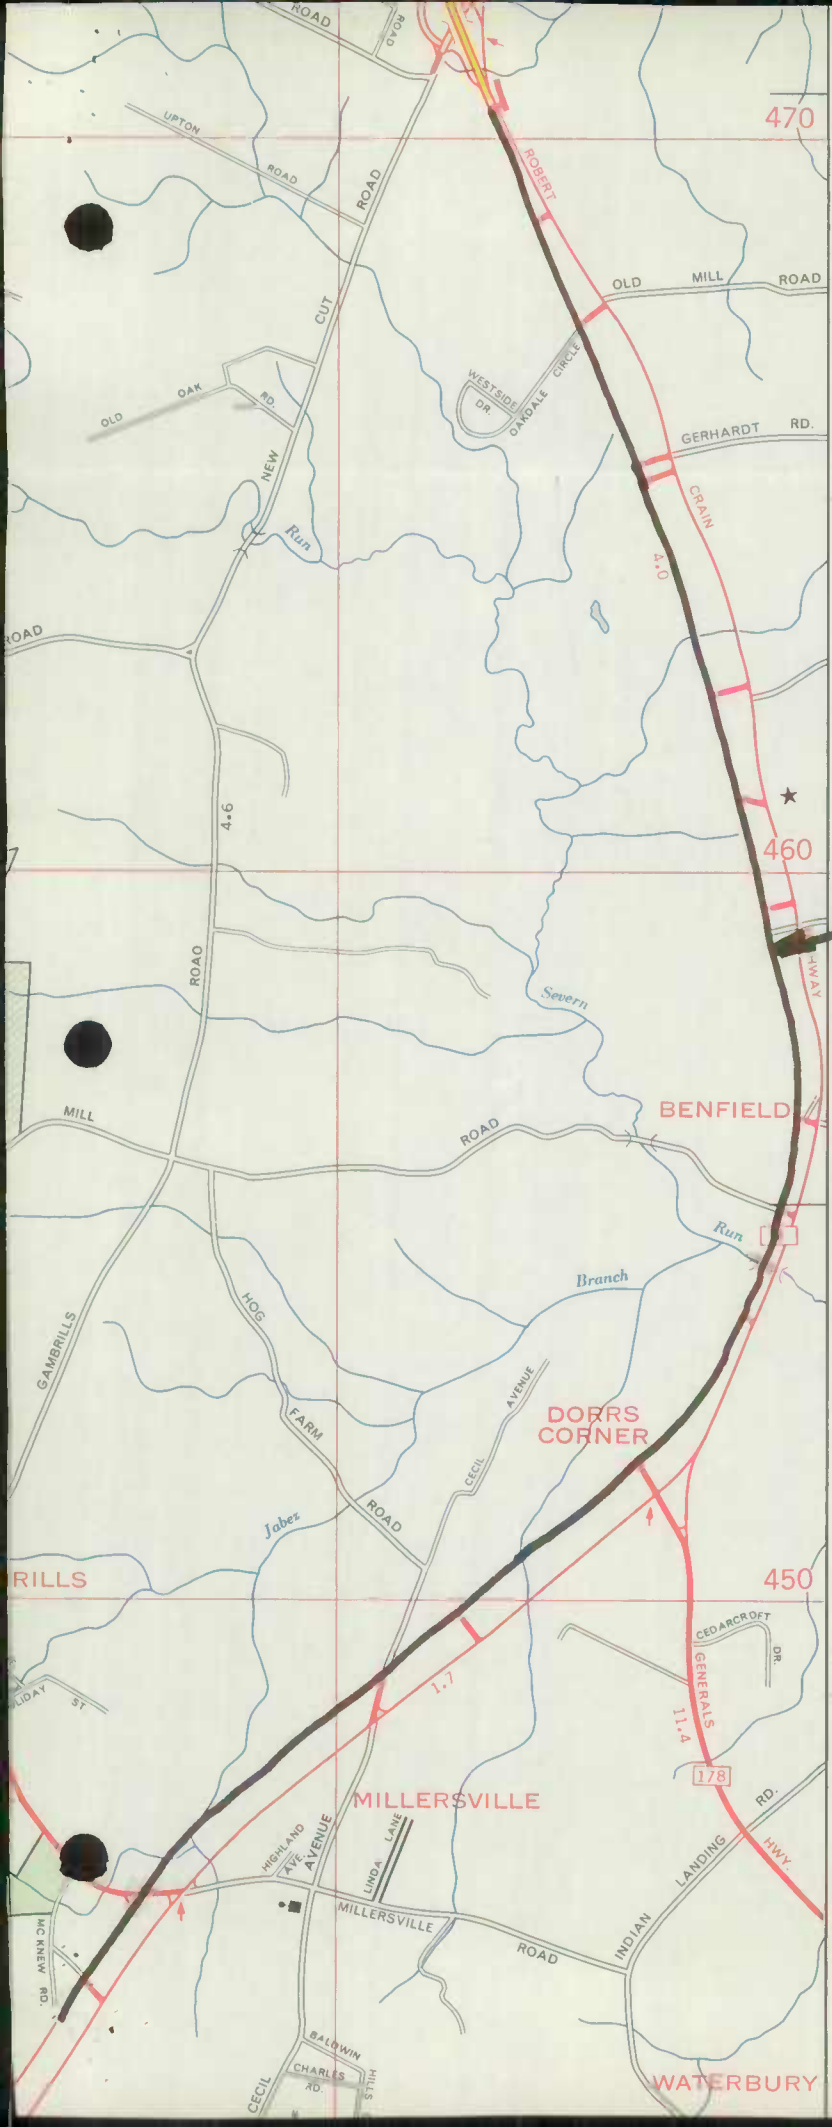 ROAD
ROAD
470
UPTON
ROAD
ROAD
ROBERT
OLD MILL ROAD
CUT
WESTSIDE
DR.
OAKDALE CIRCLE
OLD OAK RD.
GERHARDT RD.
NEW
CRAIN
Run
4.0
ROAD
4.6
460
7
ROAD
Severn
HWAY
BENFIELD
MILL
ROAD
Run
Branch
HOG
GAMBRILLS
AVENUE
DORRS
CORNER
FARM
CECIL
ROAD
Jabez
RILLS
450
CEDARCROFT
DR.
GENERALS
LIDAY ST
1.7
11.4
178
MILLERSVILLE
RD.
HIGHLAND
AVE.
AVENUE
LINDA LANE
LANDING
HWY.
MILLERSVILLE
MC KNEW RD.
ROAD
INDIAN
BALDWIN
CHARLES
RD.
HILLS
CECIL
WATERBURY